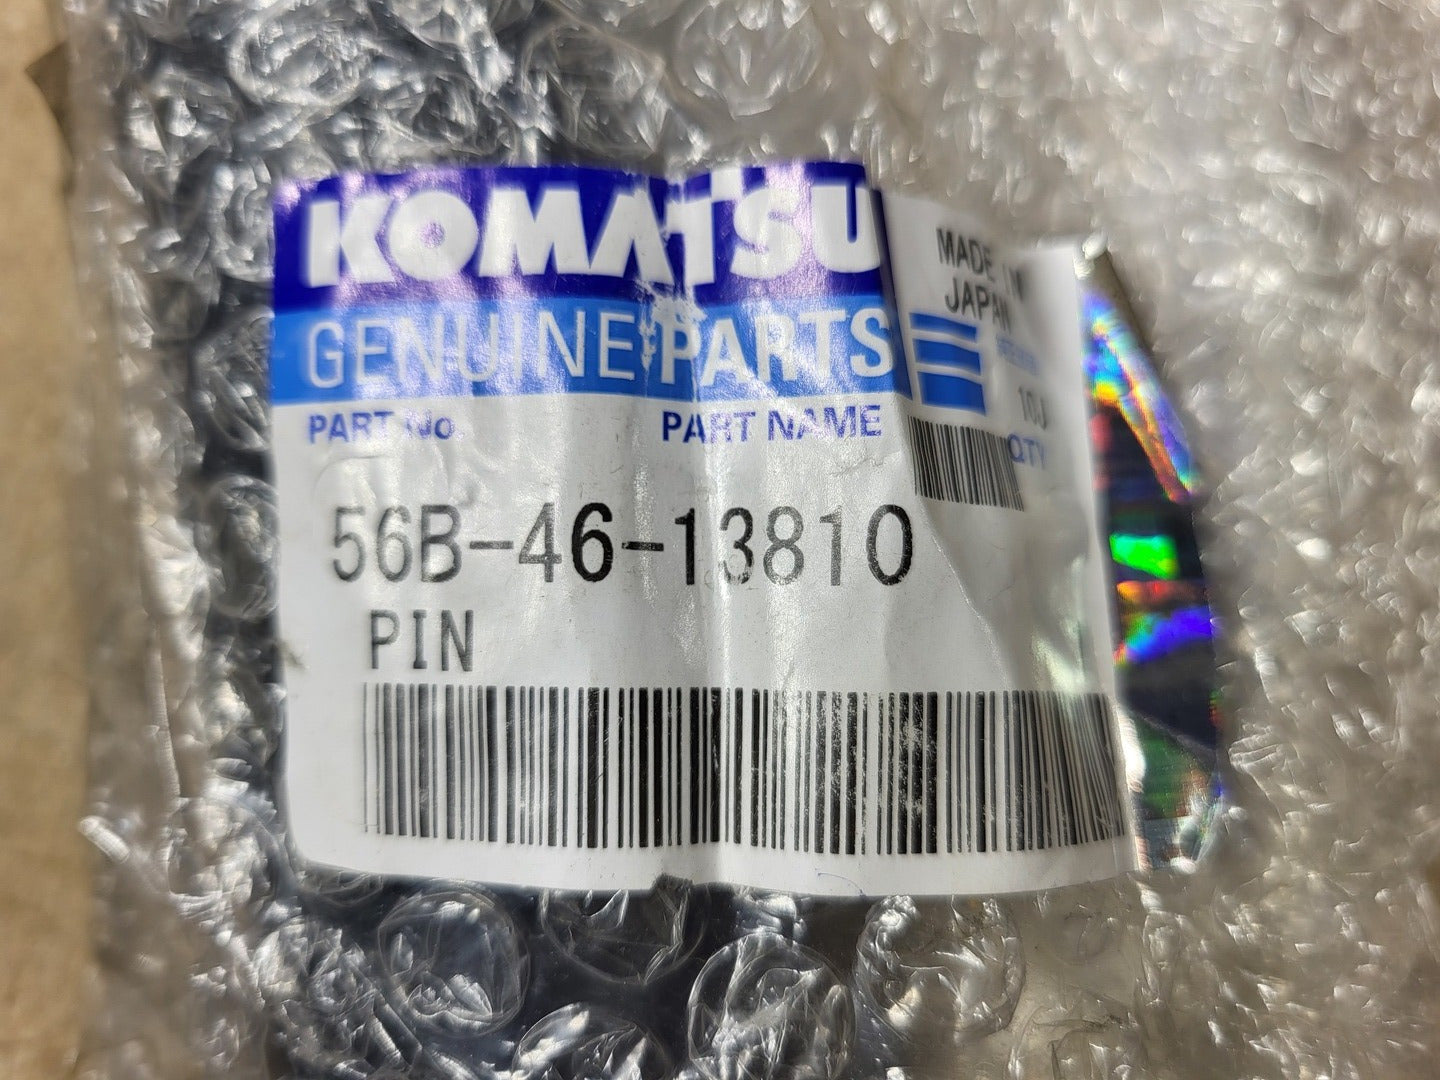 KOMATSU
GENUINE PARTS
MADE IN
JAPAN
PART No.
PART NAME
QTY
56B-46-13810
PIN